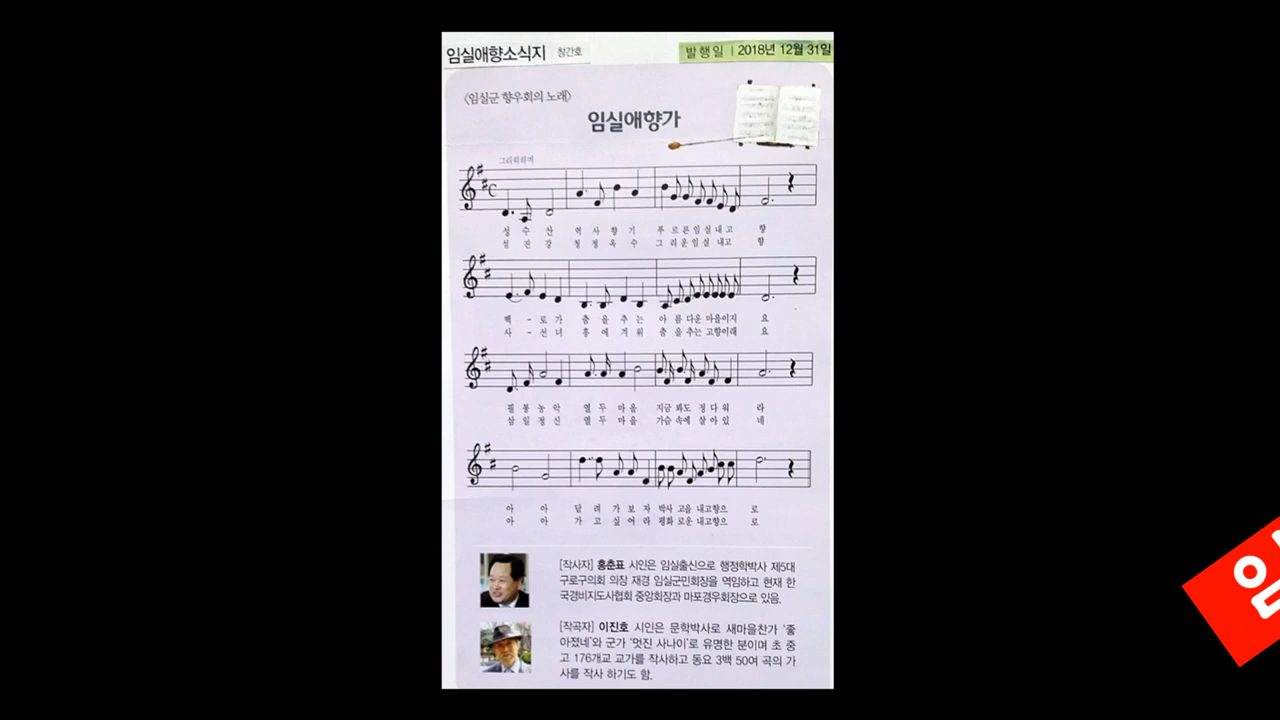 임실애향소식지 창간호
발 행 일 | 2018년 12월 31일
〈임실군 향우회의 노래〉
임실애향가
그리워하며
성 수 산 역 사 향 기 푸 르 른 임 실 내 고 향
섬 진 강 청 정 옥 수 그 리 운 임 실 내 고 향
백 - 로 가 춤 을 추 는 아 름 다운 마을이지 요
사 - 선 녀 흥 에 겨 워 춤 을 추는 고향이래 요
필 봉 농 악 열 두 마 을 지금 봐도 정 다 워 라
삼 일 정 신 열 두 마 을 가슴 속에 살 아 있 네
아 아 달 려 가 보 자 박사 고을 내고향으 로
아 아 가 고 싶 어 라 평화 로운 내고향으 로
[작사자] 홍춘표 시인은 임실출신으로 행정학박사 제5대
구로구의회 의장 재경 임실군민회장을 역임하고 현재 한
국경비지도사협회 중앙회장과 마포경우회장으로 있음.
[작곡자] 이진호 시인은 문학박사로 새마을찬가 '좋
아졌네'와 군가 '멋진 사나이'로 유명한 분이며 초 중
고 176개교 교가를 작사하고 동요 3백 50여 곡의 가
사를 작사 하기도 함.